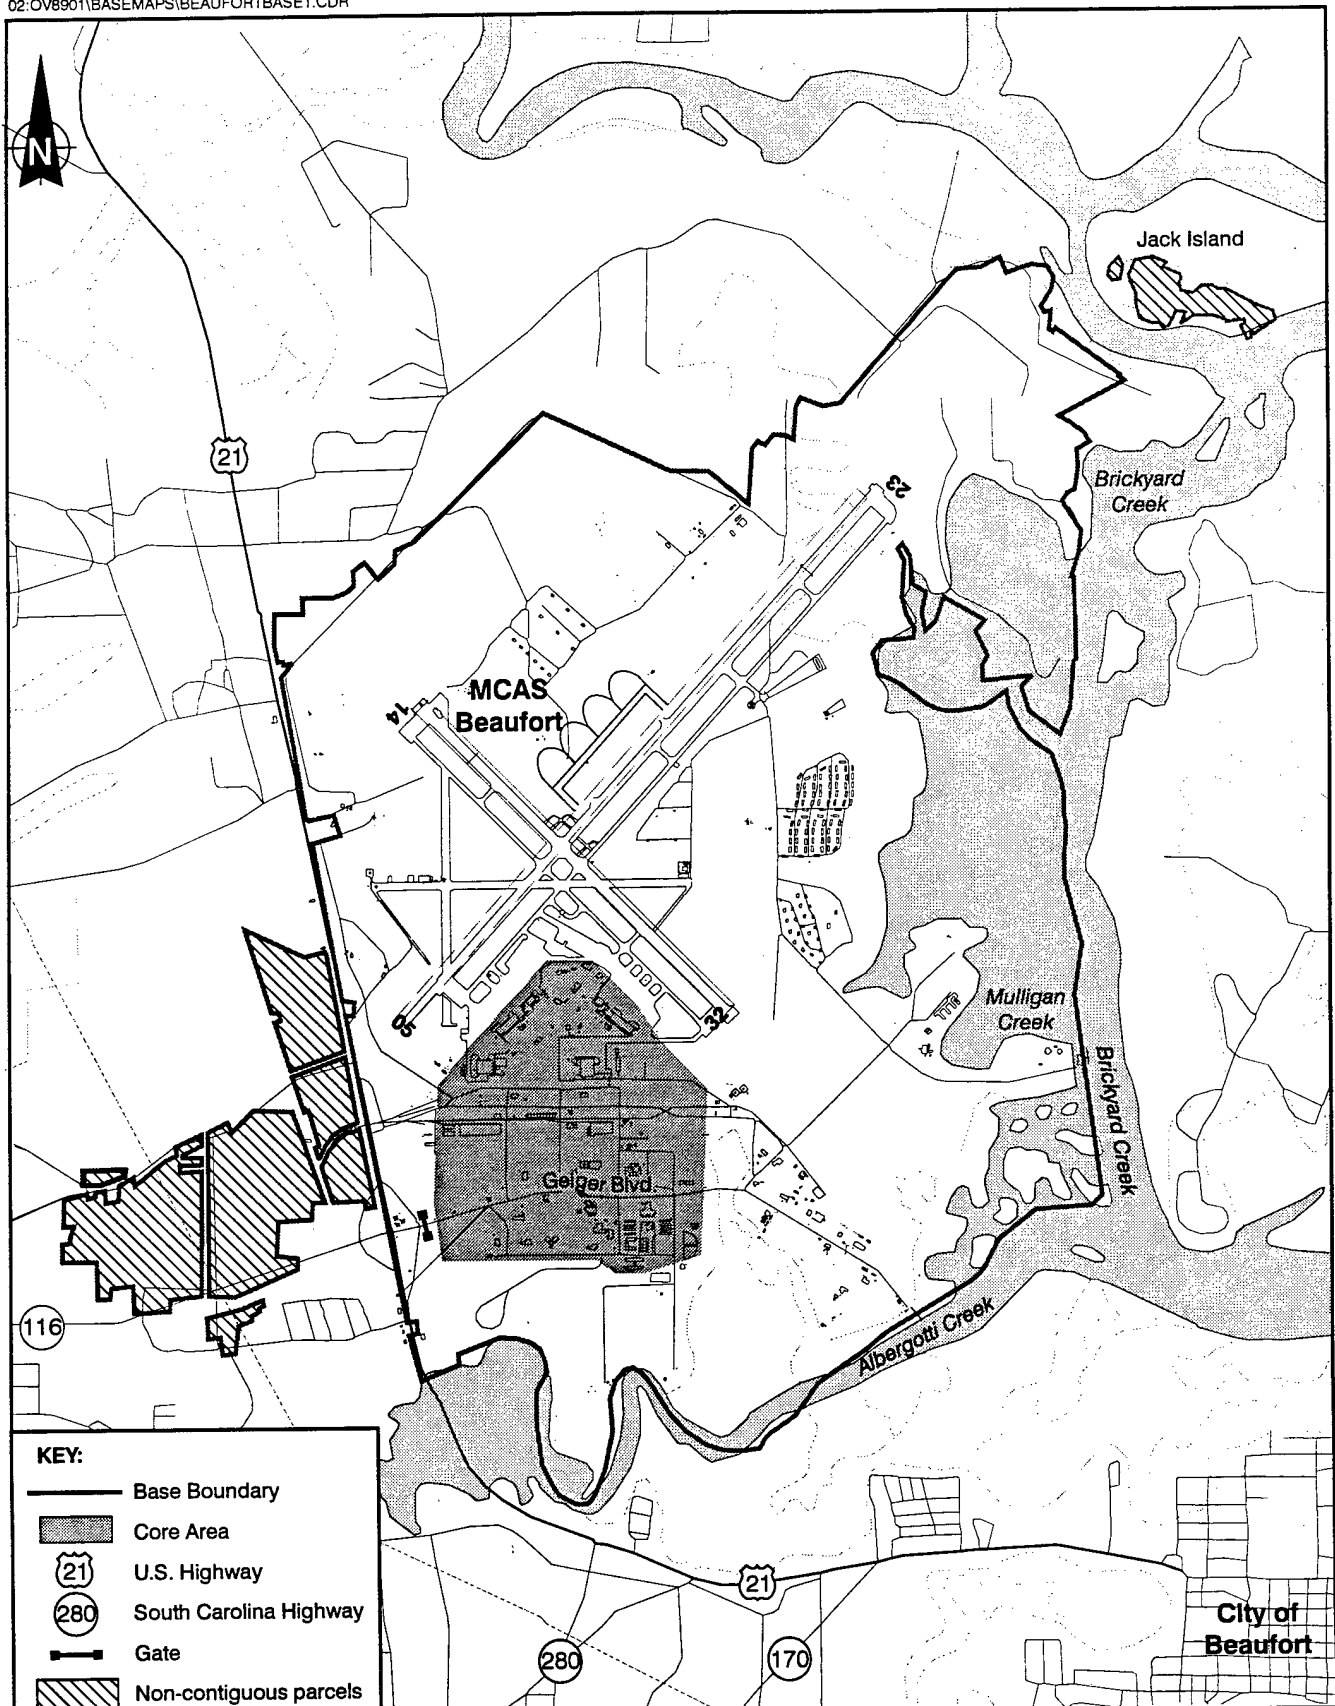 02:OV8901\BASEMAPS\BEAUFORTBASE1.CDR
N
Jack Island
21
Brickyard
Creek
23
MCAS
Beaufort
14
Mulligan
Creek
05
32
Brickyard Creek
Geiger Blvd.
116
Albergotti Creek
KEY:
Base Boundary
Core Area
21 U.S. Highway
280 South Carolina Highway
Gate
Non-contiguous parcels
21
City of
Beaufort
280
170